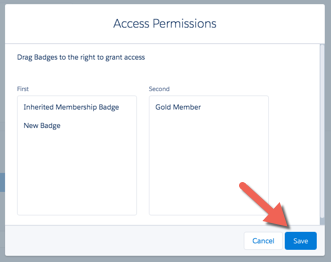 Access Permissions
Drag Badges to the right to grant access
First Second
Inherited Membership Badge Gold Member
New Badge
Cancel Save